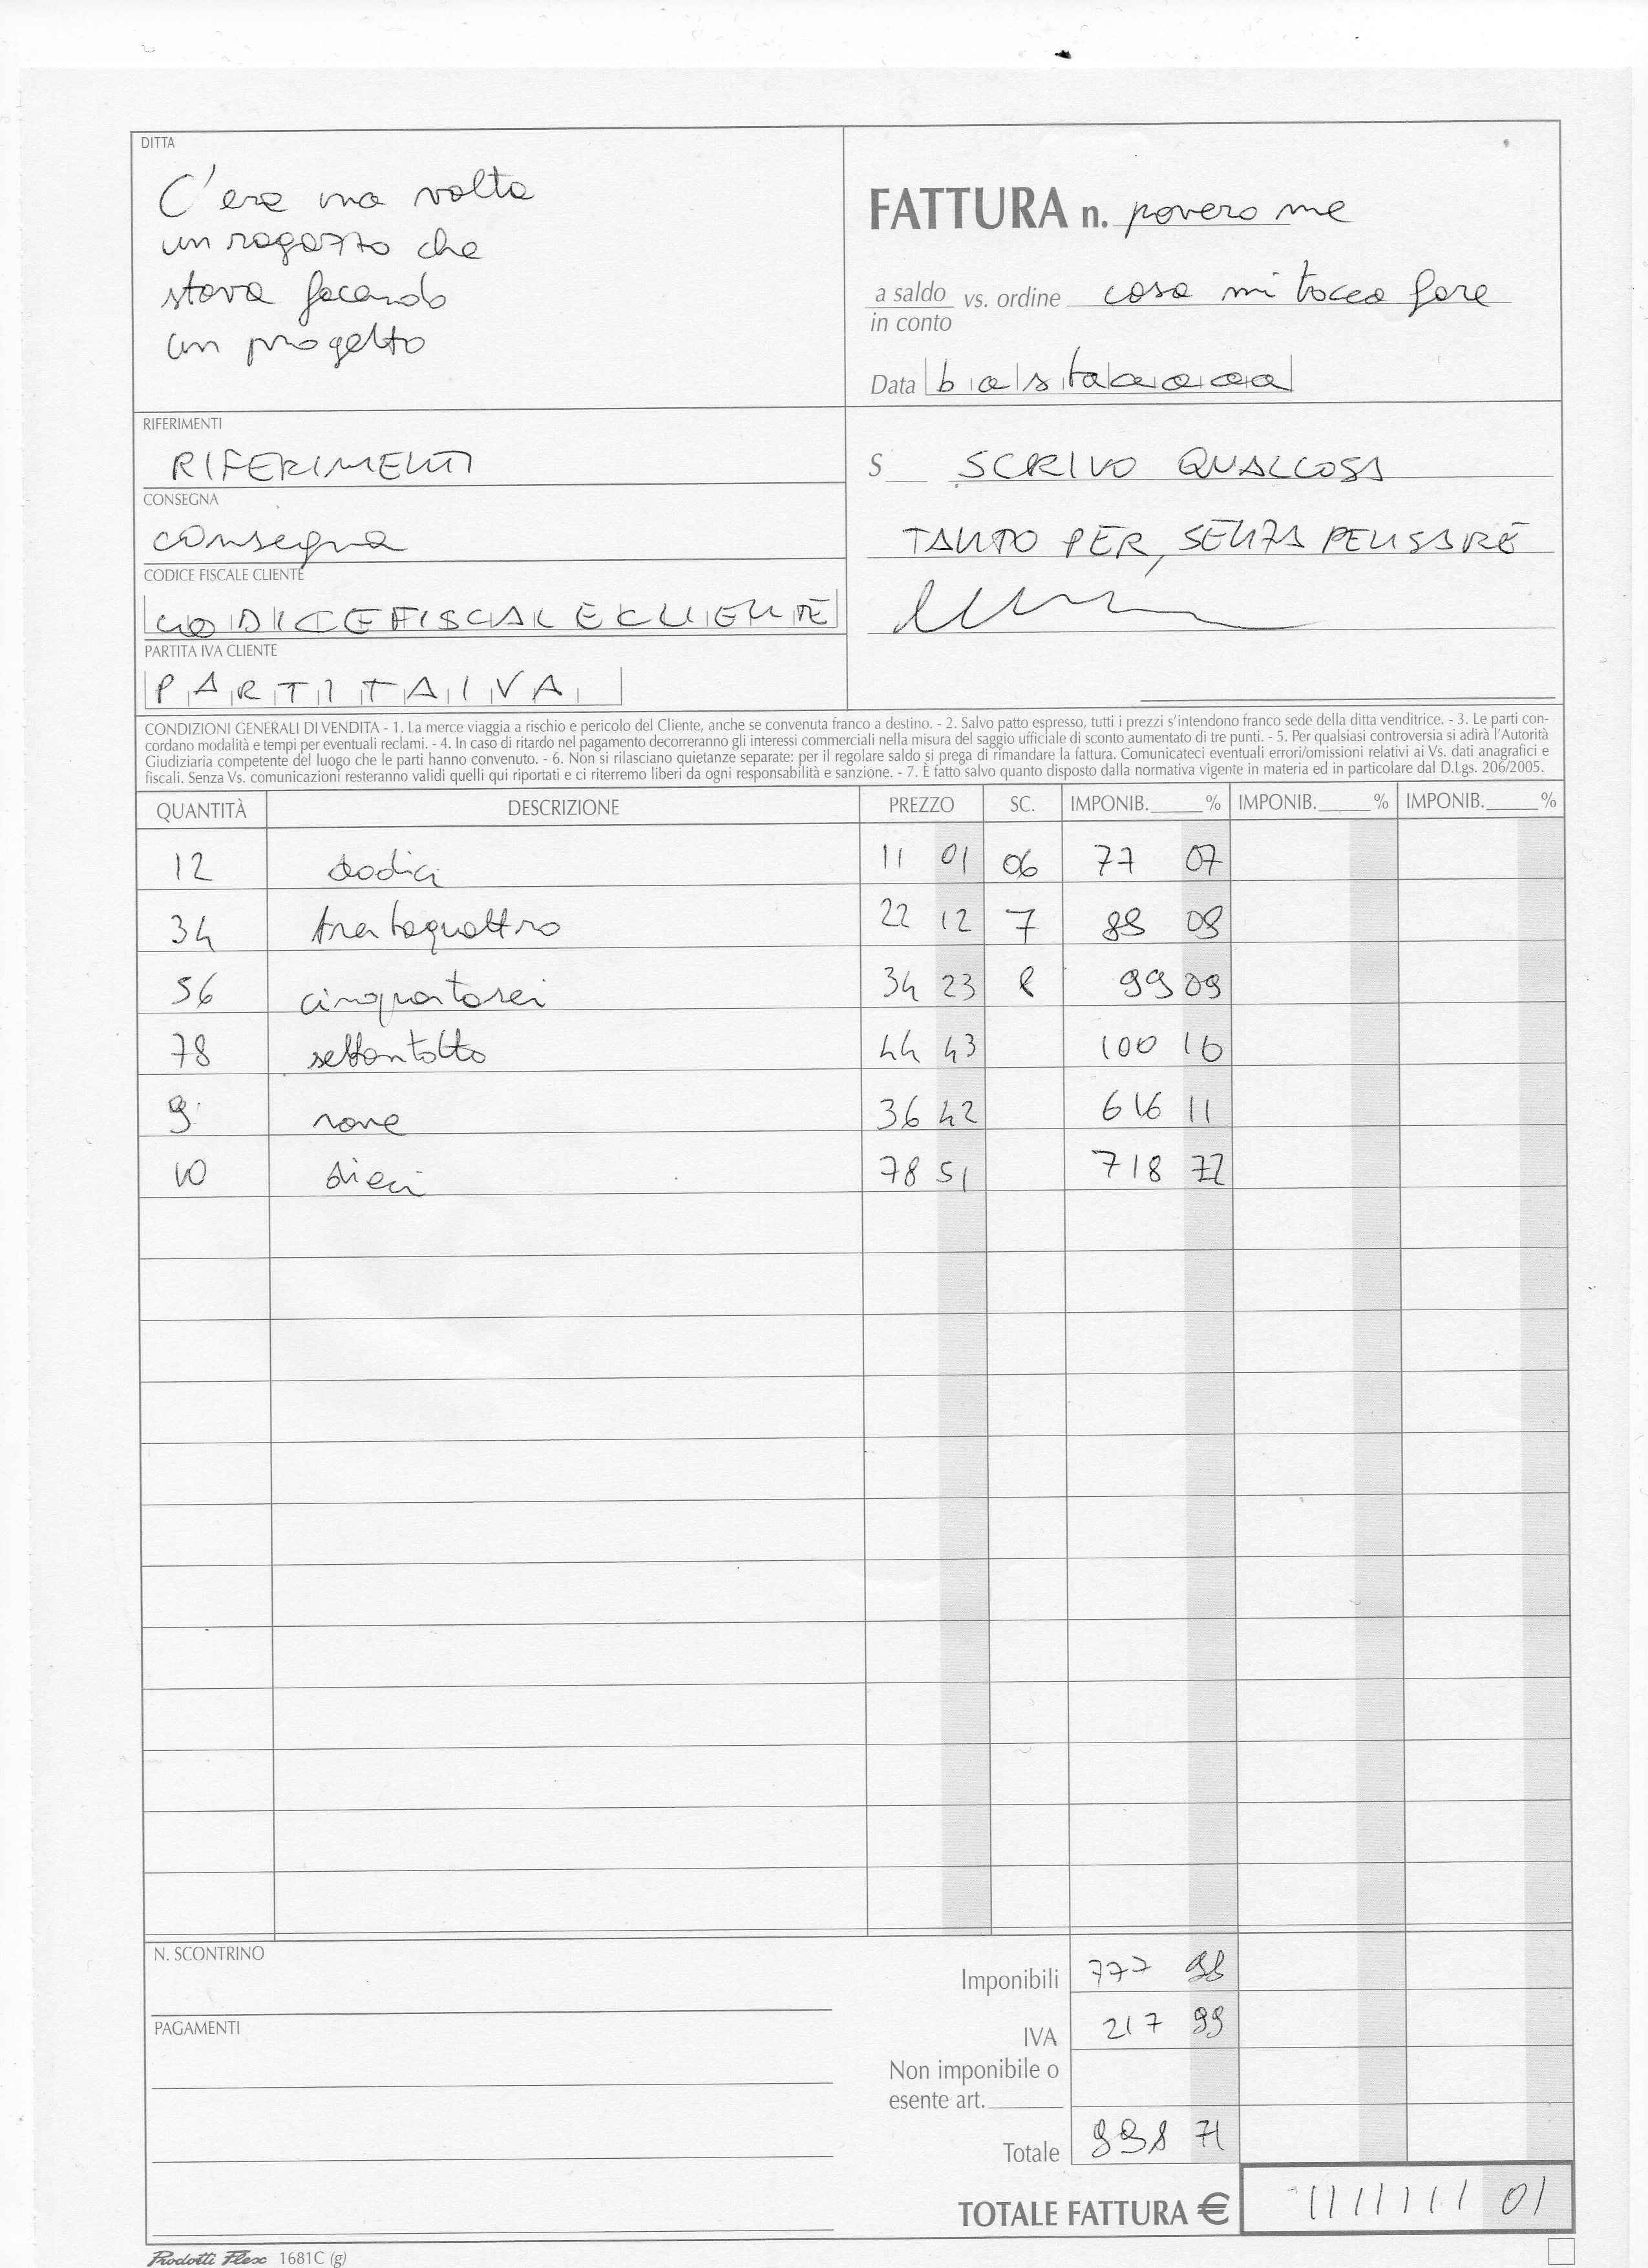 DITTA
C'era una volta
un ragazzo che
stava facendo
un progetto
FATTURA n. povero me
a saldo vs. ordine cosa mi tocca fare
in conto
Data bastaaaaa
RIFERIMENTI
RIFERIMENTI
CONSEGNA
consegna
CODICE FISCALE CLIENTE
CODICEFISCALECLIENTE
PARTITA IVA CLIENTE
PARTITAIVA
S SCRIVO QUALCOSA
TANTO PER, SENZA PENSARE
CONDIZIONI GENERALI DI VENDITA - 1. La merce viaggia a rischio e pericolo del Cliente, anche se convenuta franco a destino. - 2. Salvo patto espresso, tutti i prezzi s'intendono franco sede della ditta venditrice. - 3. Le parti con-
cordano modalità e tempi per eventuali reclami. - 4. In caso di ritardo nel pagamento decorreranno gli interessi commerciali nella misura del saggio ufficiale di sconto aumentato di tre punti. - 5. Per qualsiasi controversia si adirà l'Autorità
Giudiziaria competente del luogo che le parti hanno convenuto. - 6. Non si rilasciano quietanze separate: per il regolare saldo si prega di rimandare la fattura. Comunicateci eventuali errori/omissioni relativi ai Vs. dati anagrafici e
fiscali. Senza Vs. comunicazioni resteranno validi quelli qui riportati e ci riterremo liberi da ogni responsabilità e sanzione. - 7. È fatto salvo quanto disposto dalla normativa vigente in materia ed in particolare dal D.Lgs. 206/2005.
QUANTITÀ DESCRIZIONE PREZZO SC. IMPONIB.____% IMPONIB.____% IMPONIB.____%
12 dodici 11 01 06 77 07
34 trentaquattro 22 12 7 88 08
56 cinquantasei 34 23 8 99 09
78 settantotto 44 43 100 10
9 nove 36 42 616 11
10 dieci 78 51 718 72
N. SCONTRINO
Imponibili 777 98
PAGAMENTI
IVA 217 99
Non imponibile o
esente art.
Totale 998 71
TOTALE FATTURA € 01
Prodotti Flex 1681C (g)